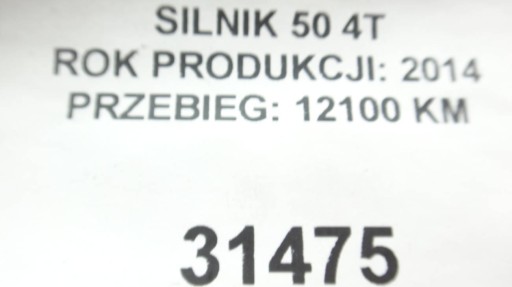 SILNIK 50 4T
ROK PRODUKCJI: 2014
PRZEBIEG: 12100 KM
31475